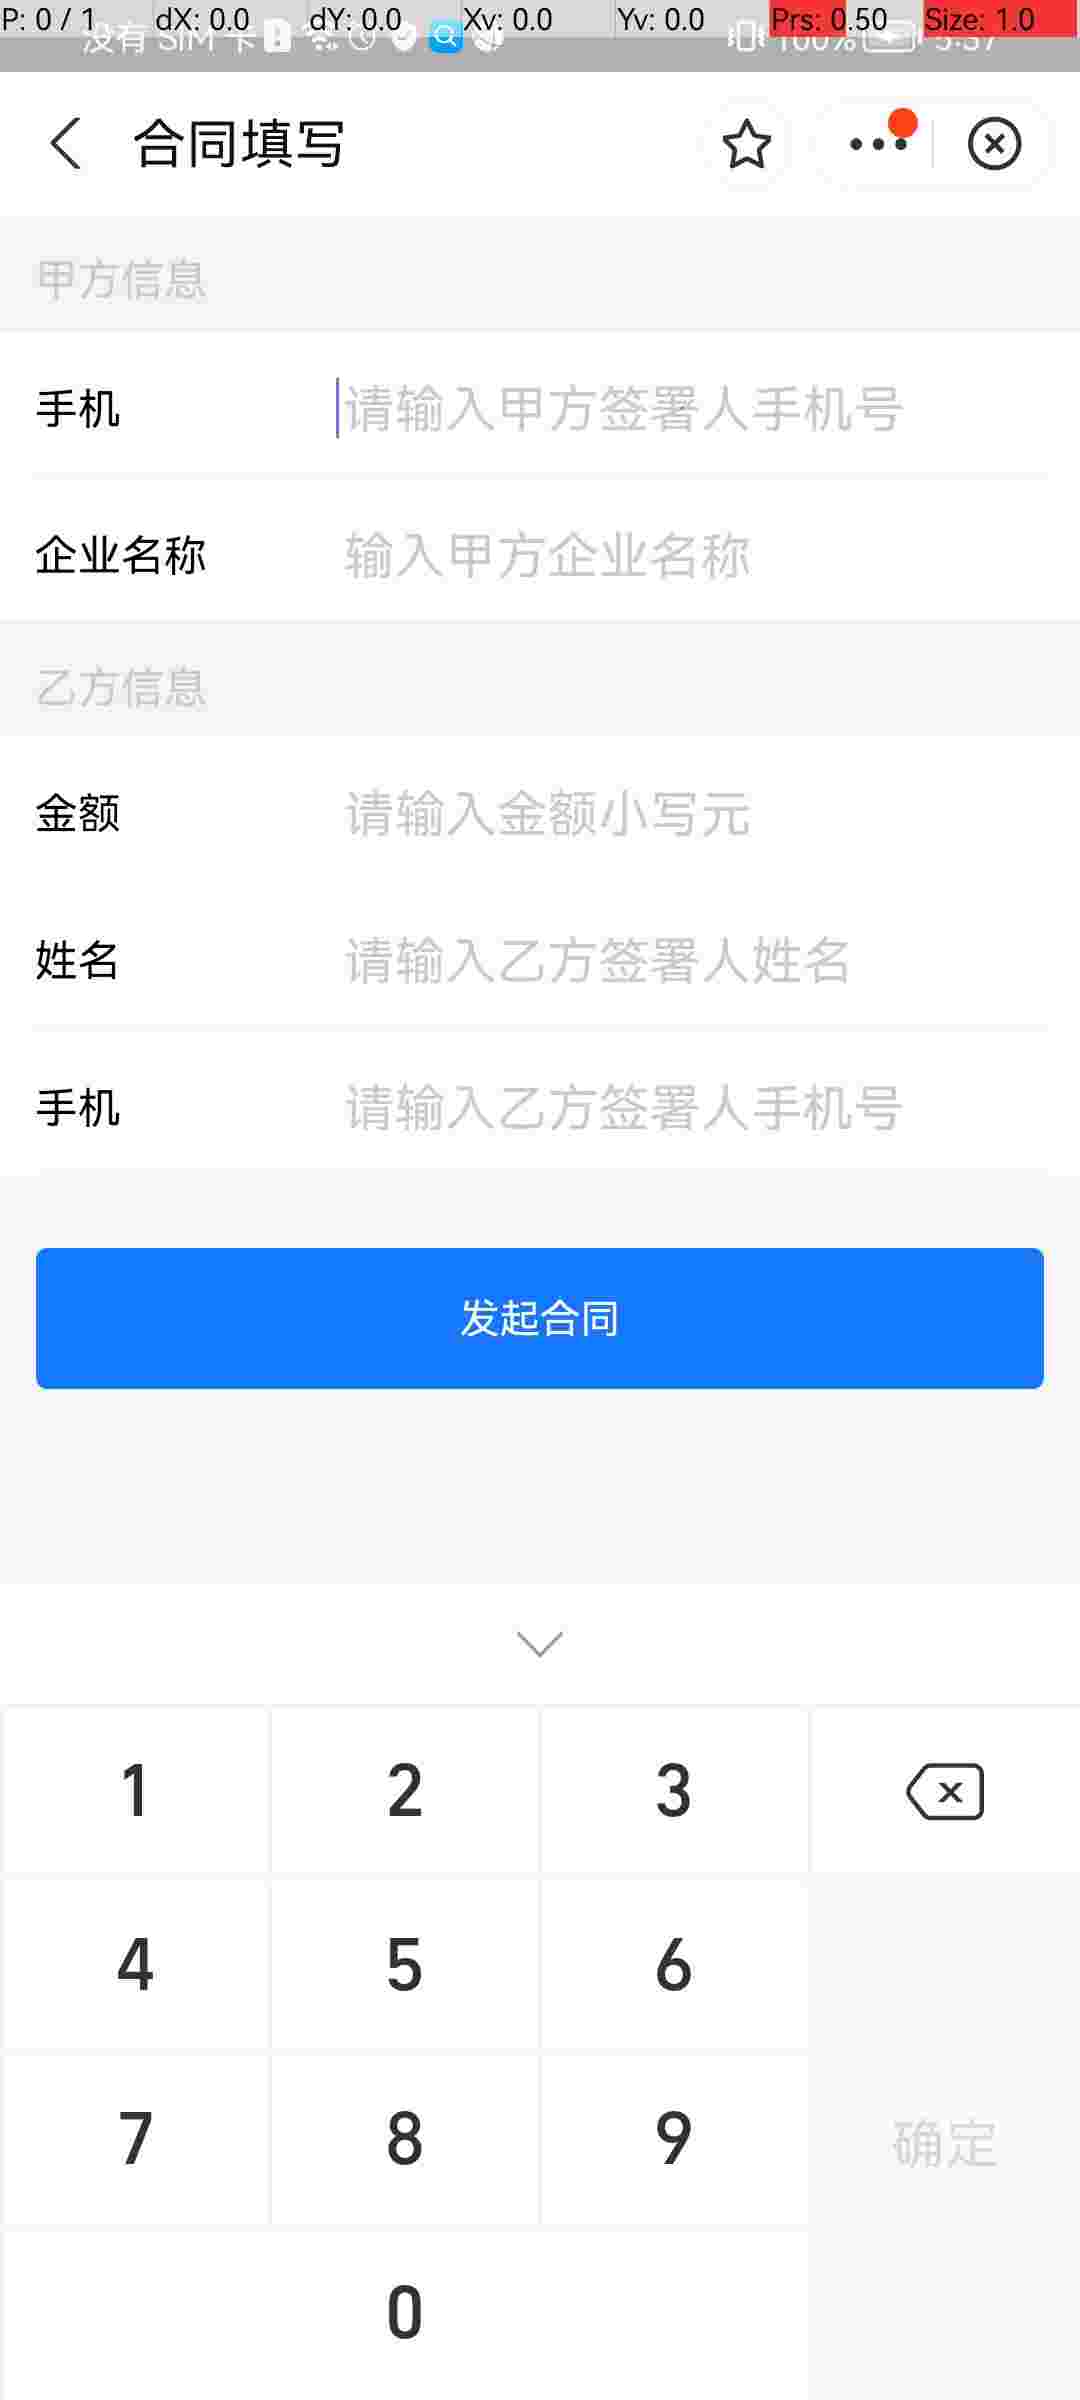 P: 0 / 1 dX: 0.0 dY: 0.0 Xv: 0.0 Yv: 0.0 Prs: 0.50 Size: 1.0
没有 SIM 卡 100% 5:37
合同填写
甲方信息
手机 请输入甲方签署人手机号
企业名称 输入甲方企业名称
乙方信息
金额 请输入金额小写元
姓名 请输入乙方签署人姓名
手机 请输入乙方签署人手机号
发起合同
1 2 3
4 5 6
7 8 9 确定
0